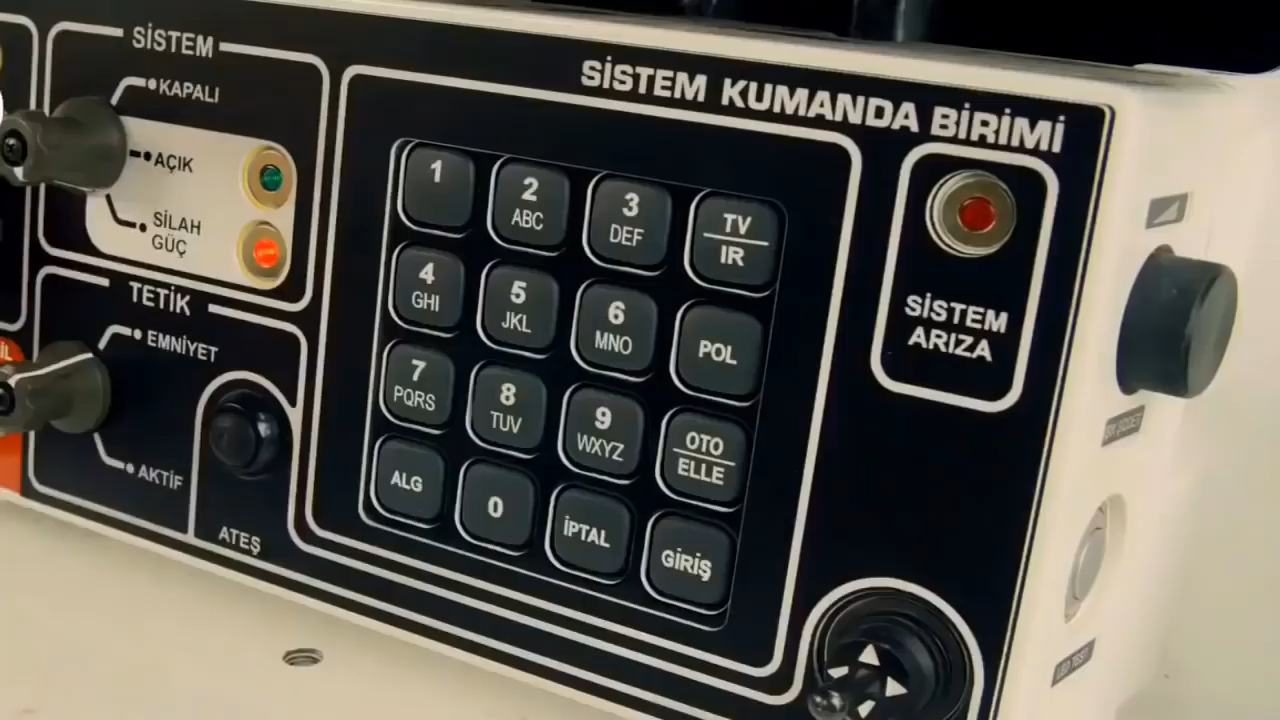 SİSTEM
KAPALI
AÇIK
SİLAH
GÜÇ
TETİK
EMNİYET
AKTİF
ATEŞ
İL
SİSTEM KUMANDA BİRİMİ
1
2
ABC
3
DEF
TV
IR
4
GHI
5
JKL
6
MNO
POL
7
PQRS
8
TUV
9
WXYZ
OTO
ELLE
ALG
0
İPTAL
GİRİŞ
SİSTEM
ARIZA
LED TEST